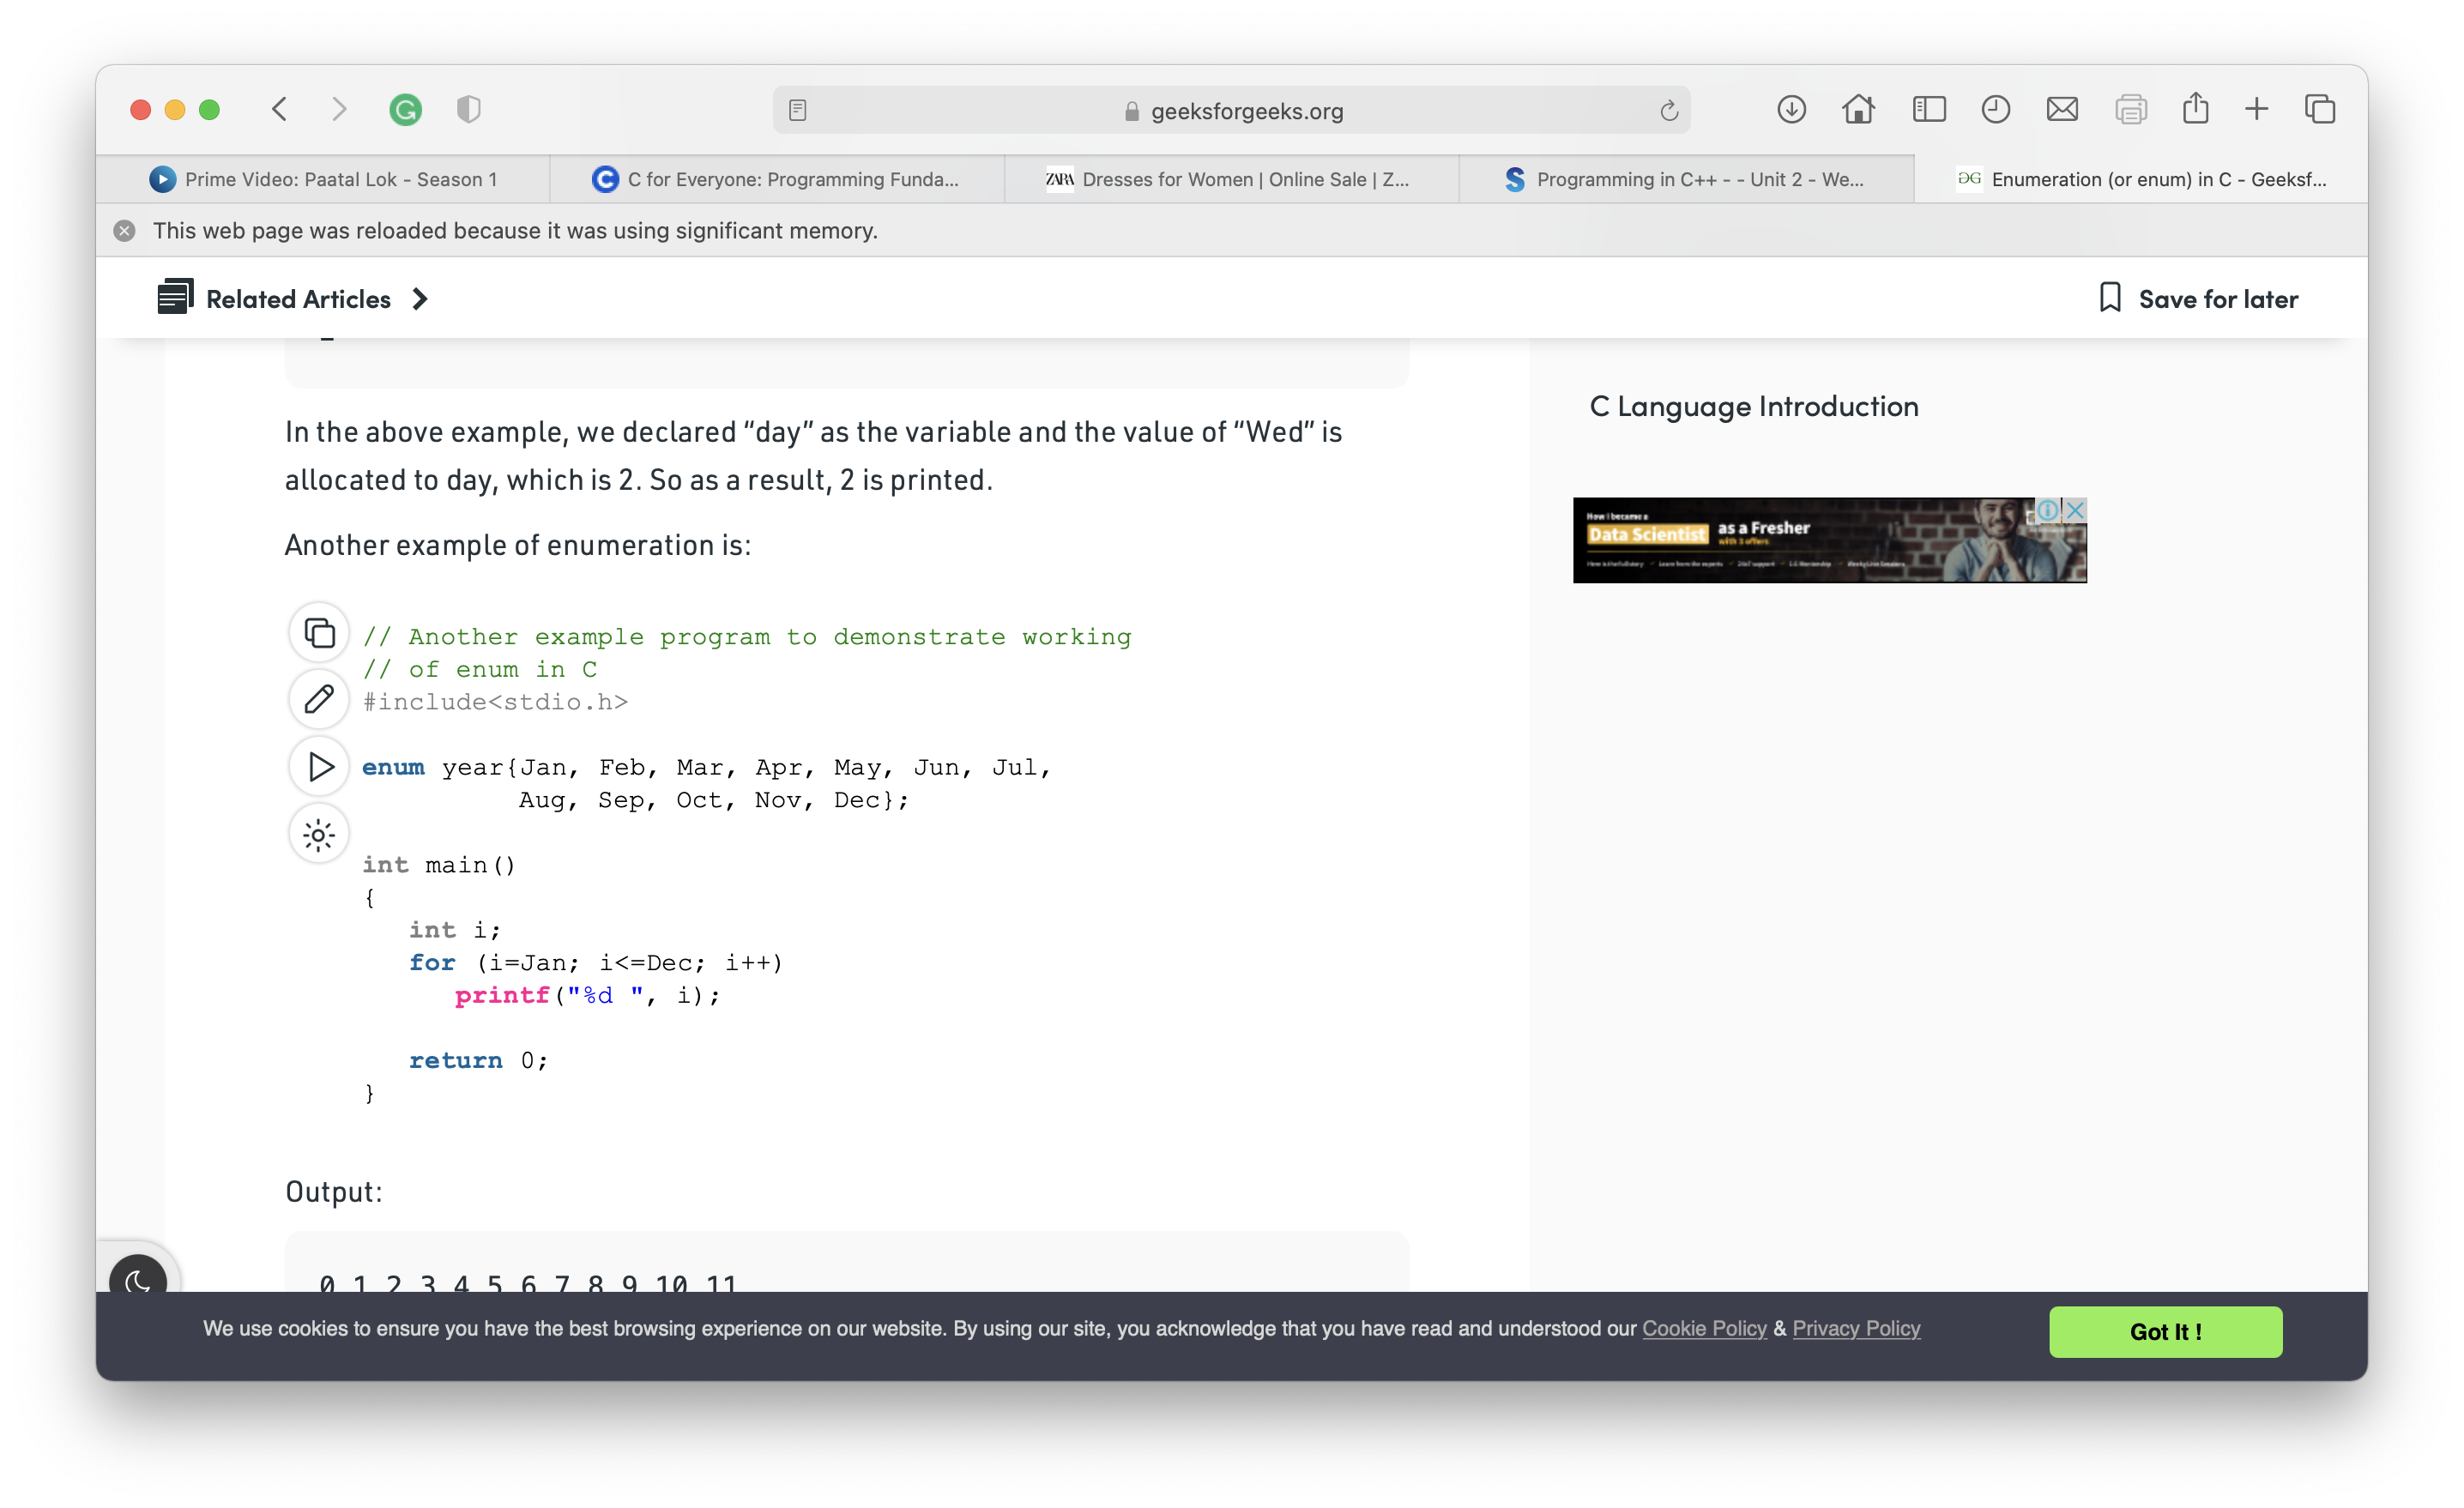 geeksforgeeks.org
Prime Video: Paatal Lok - Season 1
C for Everyone: Programming Funda...
ZARA Dresses for Women | Online Sale | Z...
Programming in C++ - - Unit 2 - We...
Enumeration (or enum) in C - Geeksf...
This web page was reloaded because it was using significant memory.
Related Articles
Save for later
In the above example, we declared “day” as the variable and the value of “Wed” is
allocated to day, which is 2. So as a result, 2 is printed.
Another example of enumeration is:
// Another example program to demonstrate working
// of enum in C
#include<stdio.h>
enum year{Jan, Feb, Mar, Apr, May, Jun, Jul,
Aug, Sep, Oct, Nov, Dec};
int main()
{
int i;
for (i=Jan; i<=Dec; i++)
printf("%d ", i);
return 0;
}
Output:
0 1 2 3 4 5 6 7 8 9 10 11
C Language Introduction
How I became a
Data Scientist as a Fresher
with 3 offers
We use cookies to ensure you have the best browsing experience on our website. By using our site, you acknowledge that you have read and understood our Cookie Policy & Privacy Policy
Got It !